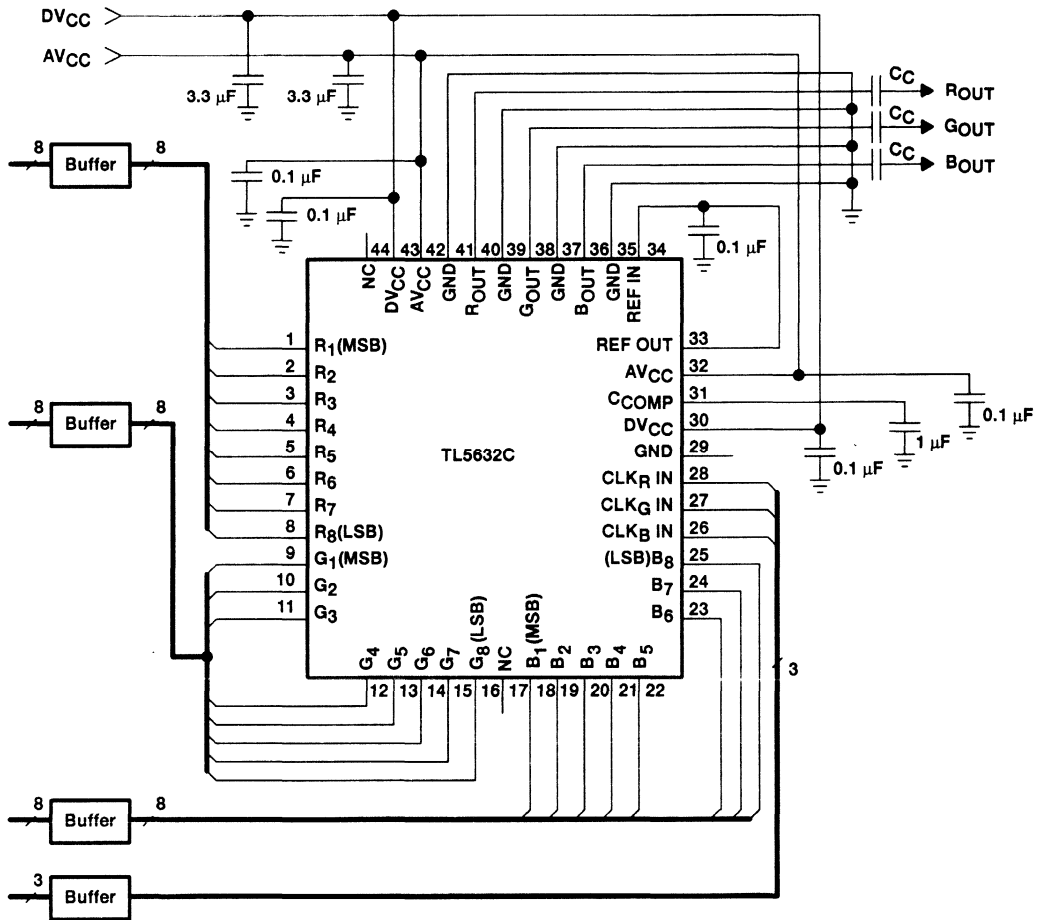 DVCC
AVCC
3.3 μF
3.3 μF
CC
ROUT
CC
GOUT
CC
BOUT
8
Buffer
8
0.1 μF
0.1 μF
0.1 μF
44 43 42 41 40 39 38 37 36 35 34
NC
DVCC
AVCC
GND
ROUT
GND
GOUT
GND
BOUT
GND
REF IN
1 R1(MSB)
2 R2
3 R3
4 R4
5 R5
6 R6
7 R7
8 R8(LSB)
9 G1(MSB)
10 G2
11 G3
TL5632C
REF OUT 33
AVCC 32
CCOMP 31
DVCC 30
GND 29
CLKR IN 28
CLKG IN 27
CLKB IN 26
(LSB)B8 25
B7 24
B6 23
0.1 μF
1 μF
0.1 μF
8
Buffer
8
G4
G5
G6
G7
G8(LSB)
NC
B1(MSB)
B2
B3
B4
B5
12 13 14 15 16 17 18 19 20 21 22
3
8
Buffer
8
3
Buffer